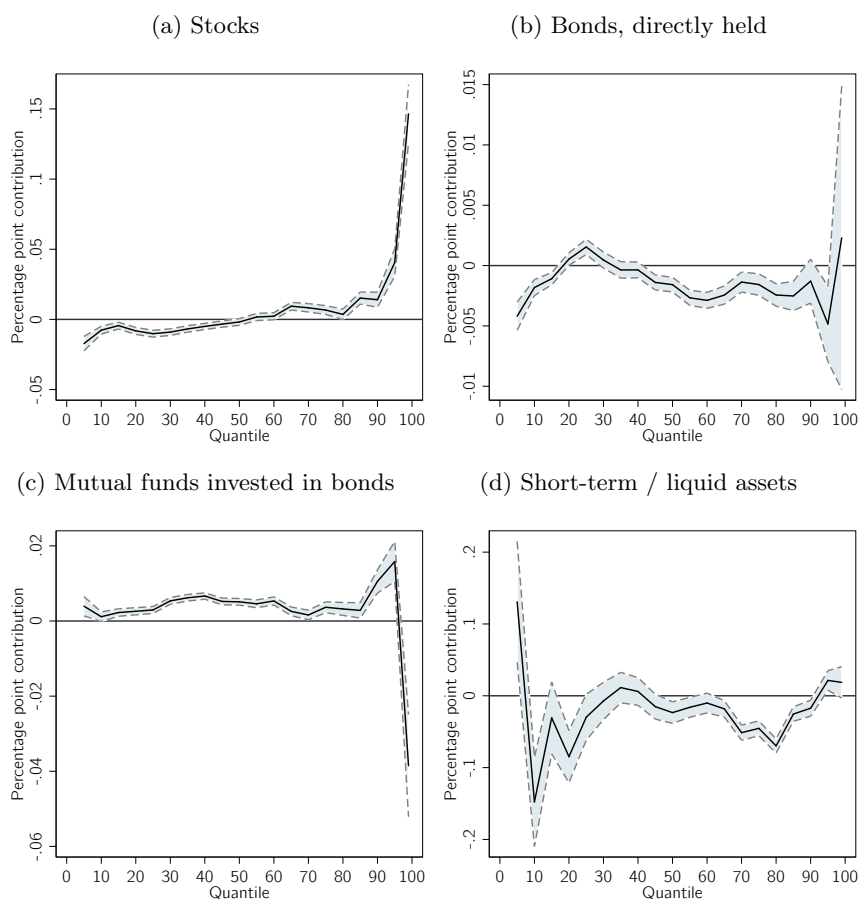 (a) Stocks
Percentage point contribution
.15
.1
.05
0
-.05
0 10 20 30 40 50 60 70 80 90 100
Quantile
(b) Bonds, directly held
Percentage point contribution
.015
.01
.005
0
-.005
-.01
0 10 20 30 40 50 60 70 80 90 100
Quantile
(c) Mutual funds invested in bonds
Percentage point contribution
.02
0
-.02
-.04
-.06
0 10 20 30 40 50 60 70 80 90 100
Quantile
(d) Short-term / liquid assets
Percentage point contribution
.2
.1
0
-.1
-.2
0 10 20 30 40 50 60 70 80 90 100
Quantile